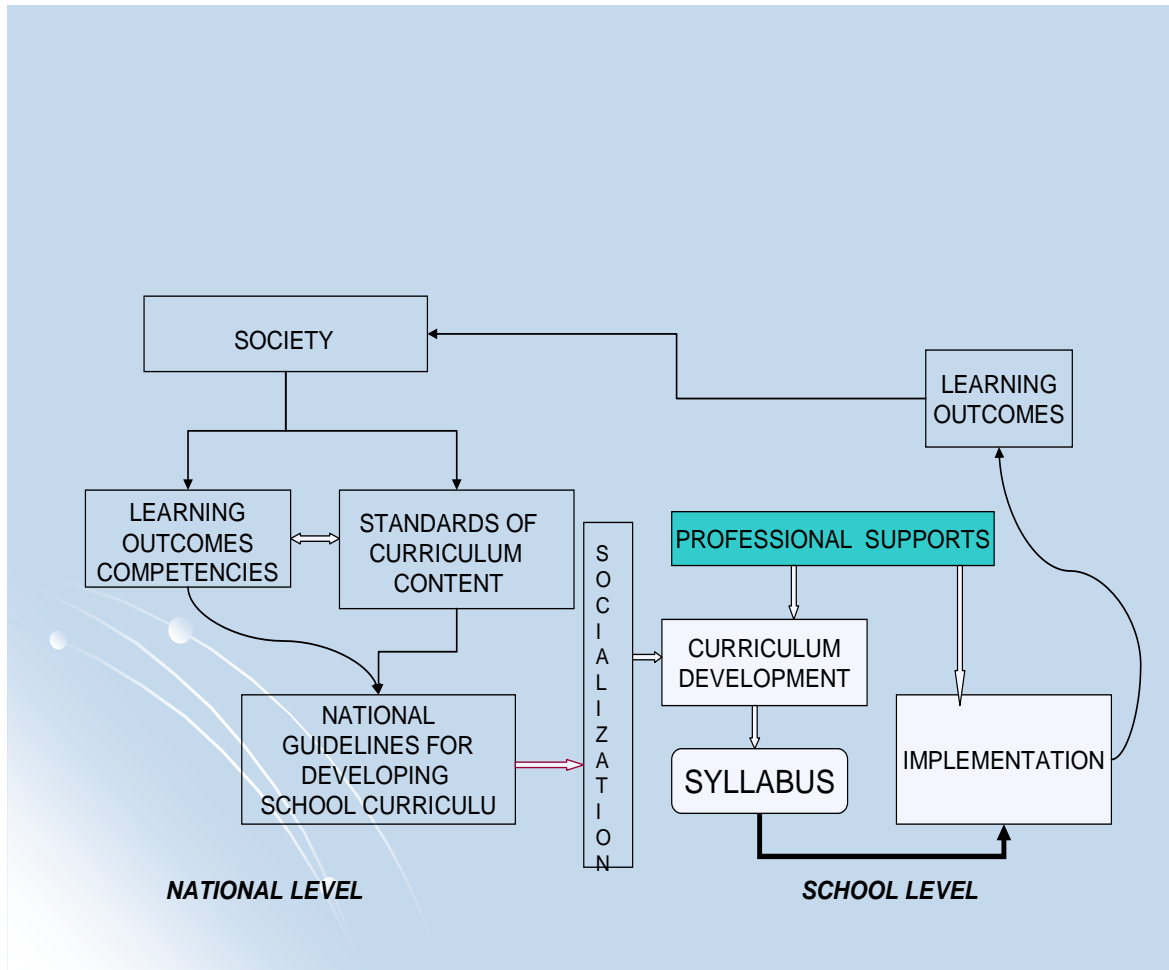 SOCIETY
LEARNING
OUTCOMES
LEARNING
OUTCOMES
COMPETENCIES
STANDARDS OF
CURRICULUM
CONTENT
SOCIALIZATION
PROFESSIONAL SUPPORTS
CURRICULUM
DEVELOPMENT
NATIONAL
GUIDELINES FOR
DEVELOPING
SCHOOL CURRICULU
SYLLABUS
IMPLEMENTATION
NATIONAL LEVEL
SCHOOL LEVEL